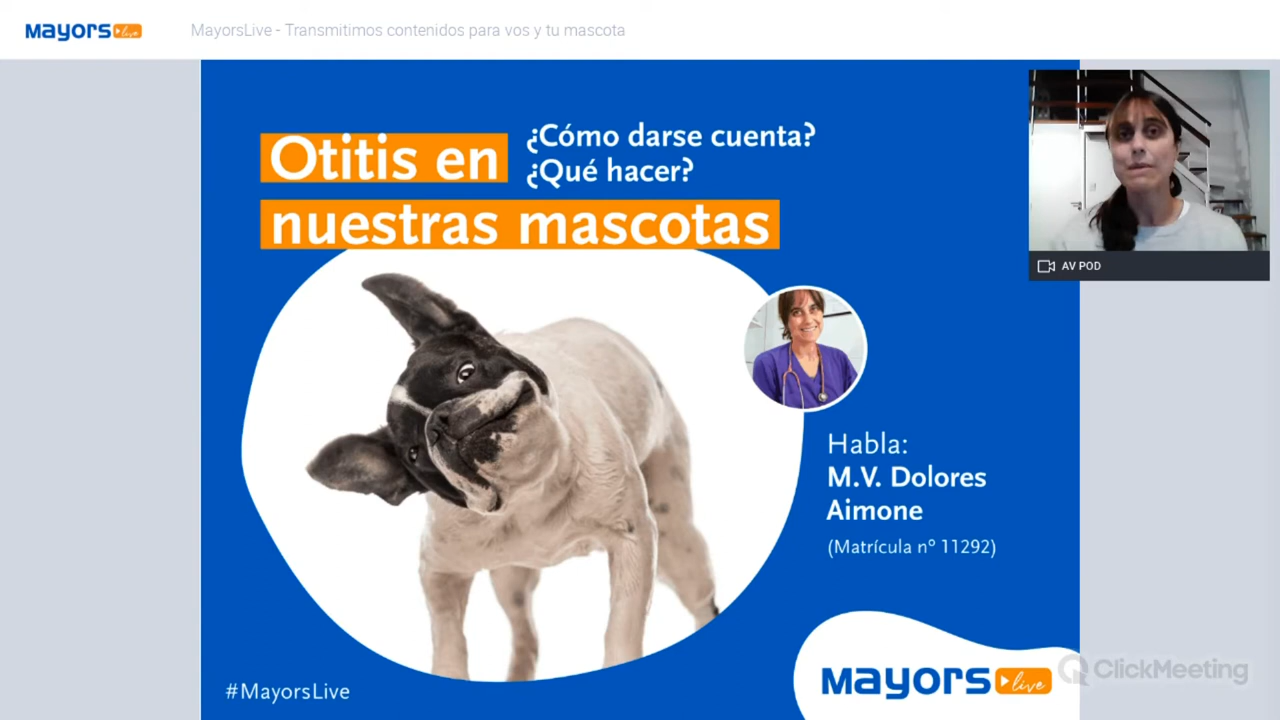 Mayors live
MayorsLive - Transmitimos contenidos para vos y tu mascota
Otitis en
¿Cómo darse cuenta?
¿Qué hacer?
nuestras mascotas
AV POD
Habla:
M.V. Dolores
Aimone
(Matrícula nº 11292)
#MayorsLive
Mayors live
ClickMeeting